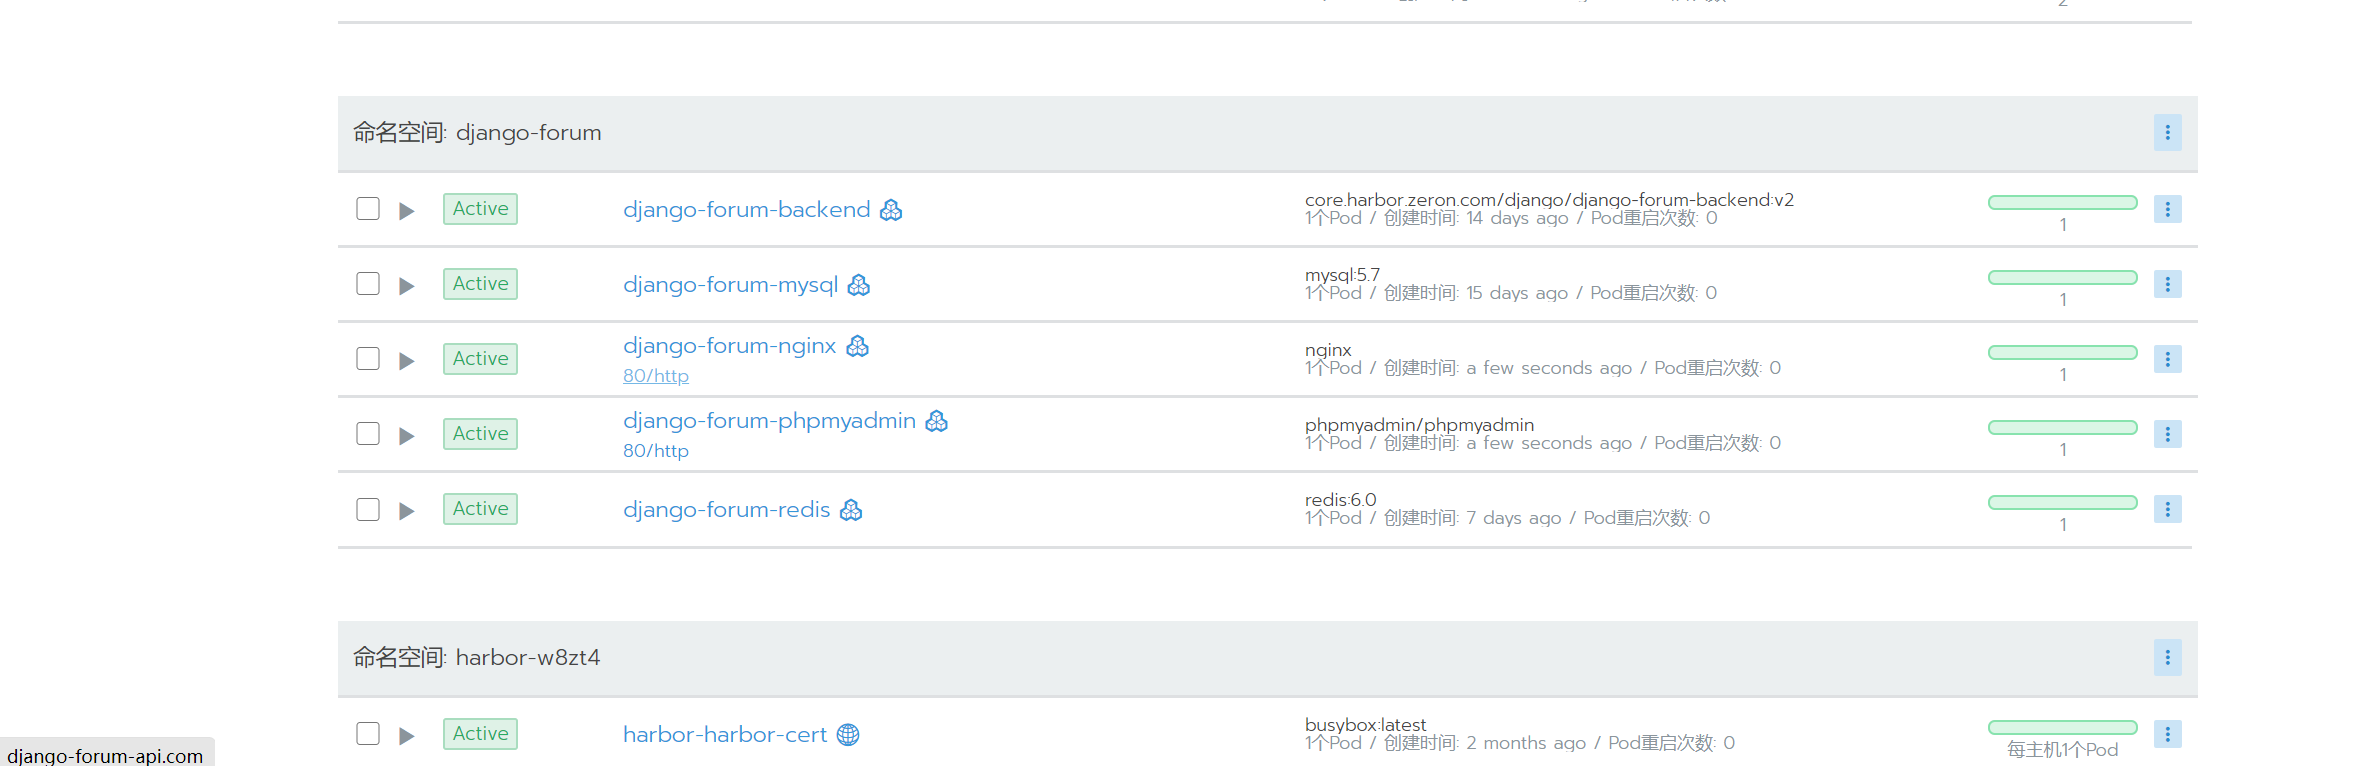 2
命名空间: django-forum
Active django-forum-backend core.harbor.zeron.com/django/django-forum-backend:v2
1个Pod / 创建时间: 14 days ago / Pod重启次数: 0
1
Active django-forum-mysql mysql:5.7
1个Pod / 创建时间: 15 days ago / Pod重启次数: 0
1
Active django-forum-nginx nginx
80/http 1个Pod / 创建时间: a few seconds ago / Pod重启次数: 0
1
Active django-forum-phpmyadmin phpmyadmin/phpmyadmin
80/http 1个Pod / 创建时间: a few seconds ago / Pod重启次数: 0
1
Active django-forum-redis redis:6.0
1个Pod / 创建时间: 7 days ago / Pod重启次数: 0
1
命名空间: harbor-w8zt4
Active harbor-harbor-cert busybox:latest
1个Pod / 创建时间: 2 months ago / Pod重启次数: 0
每主机1个Pod
django-forum-api.com